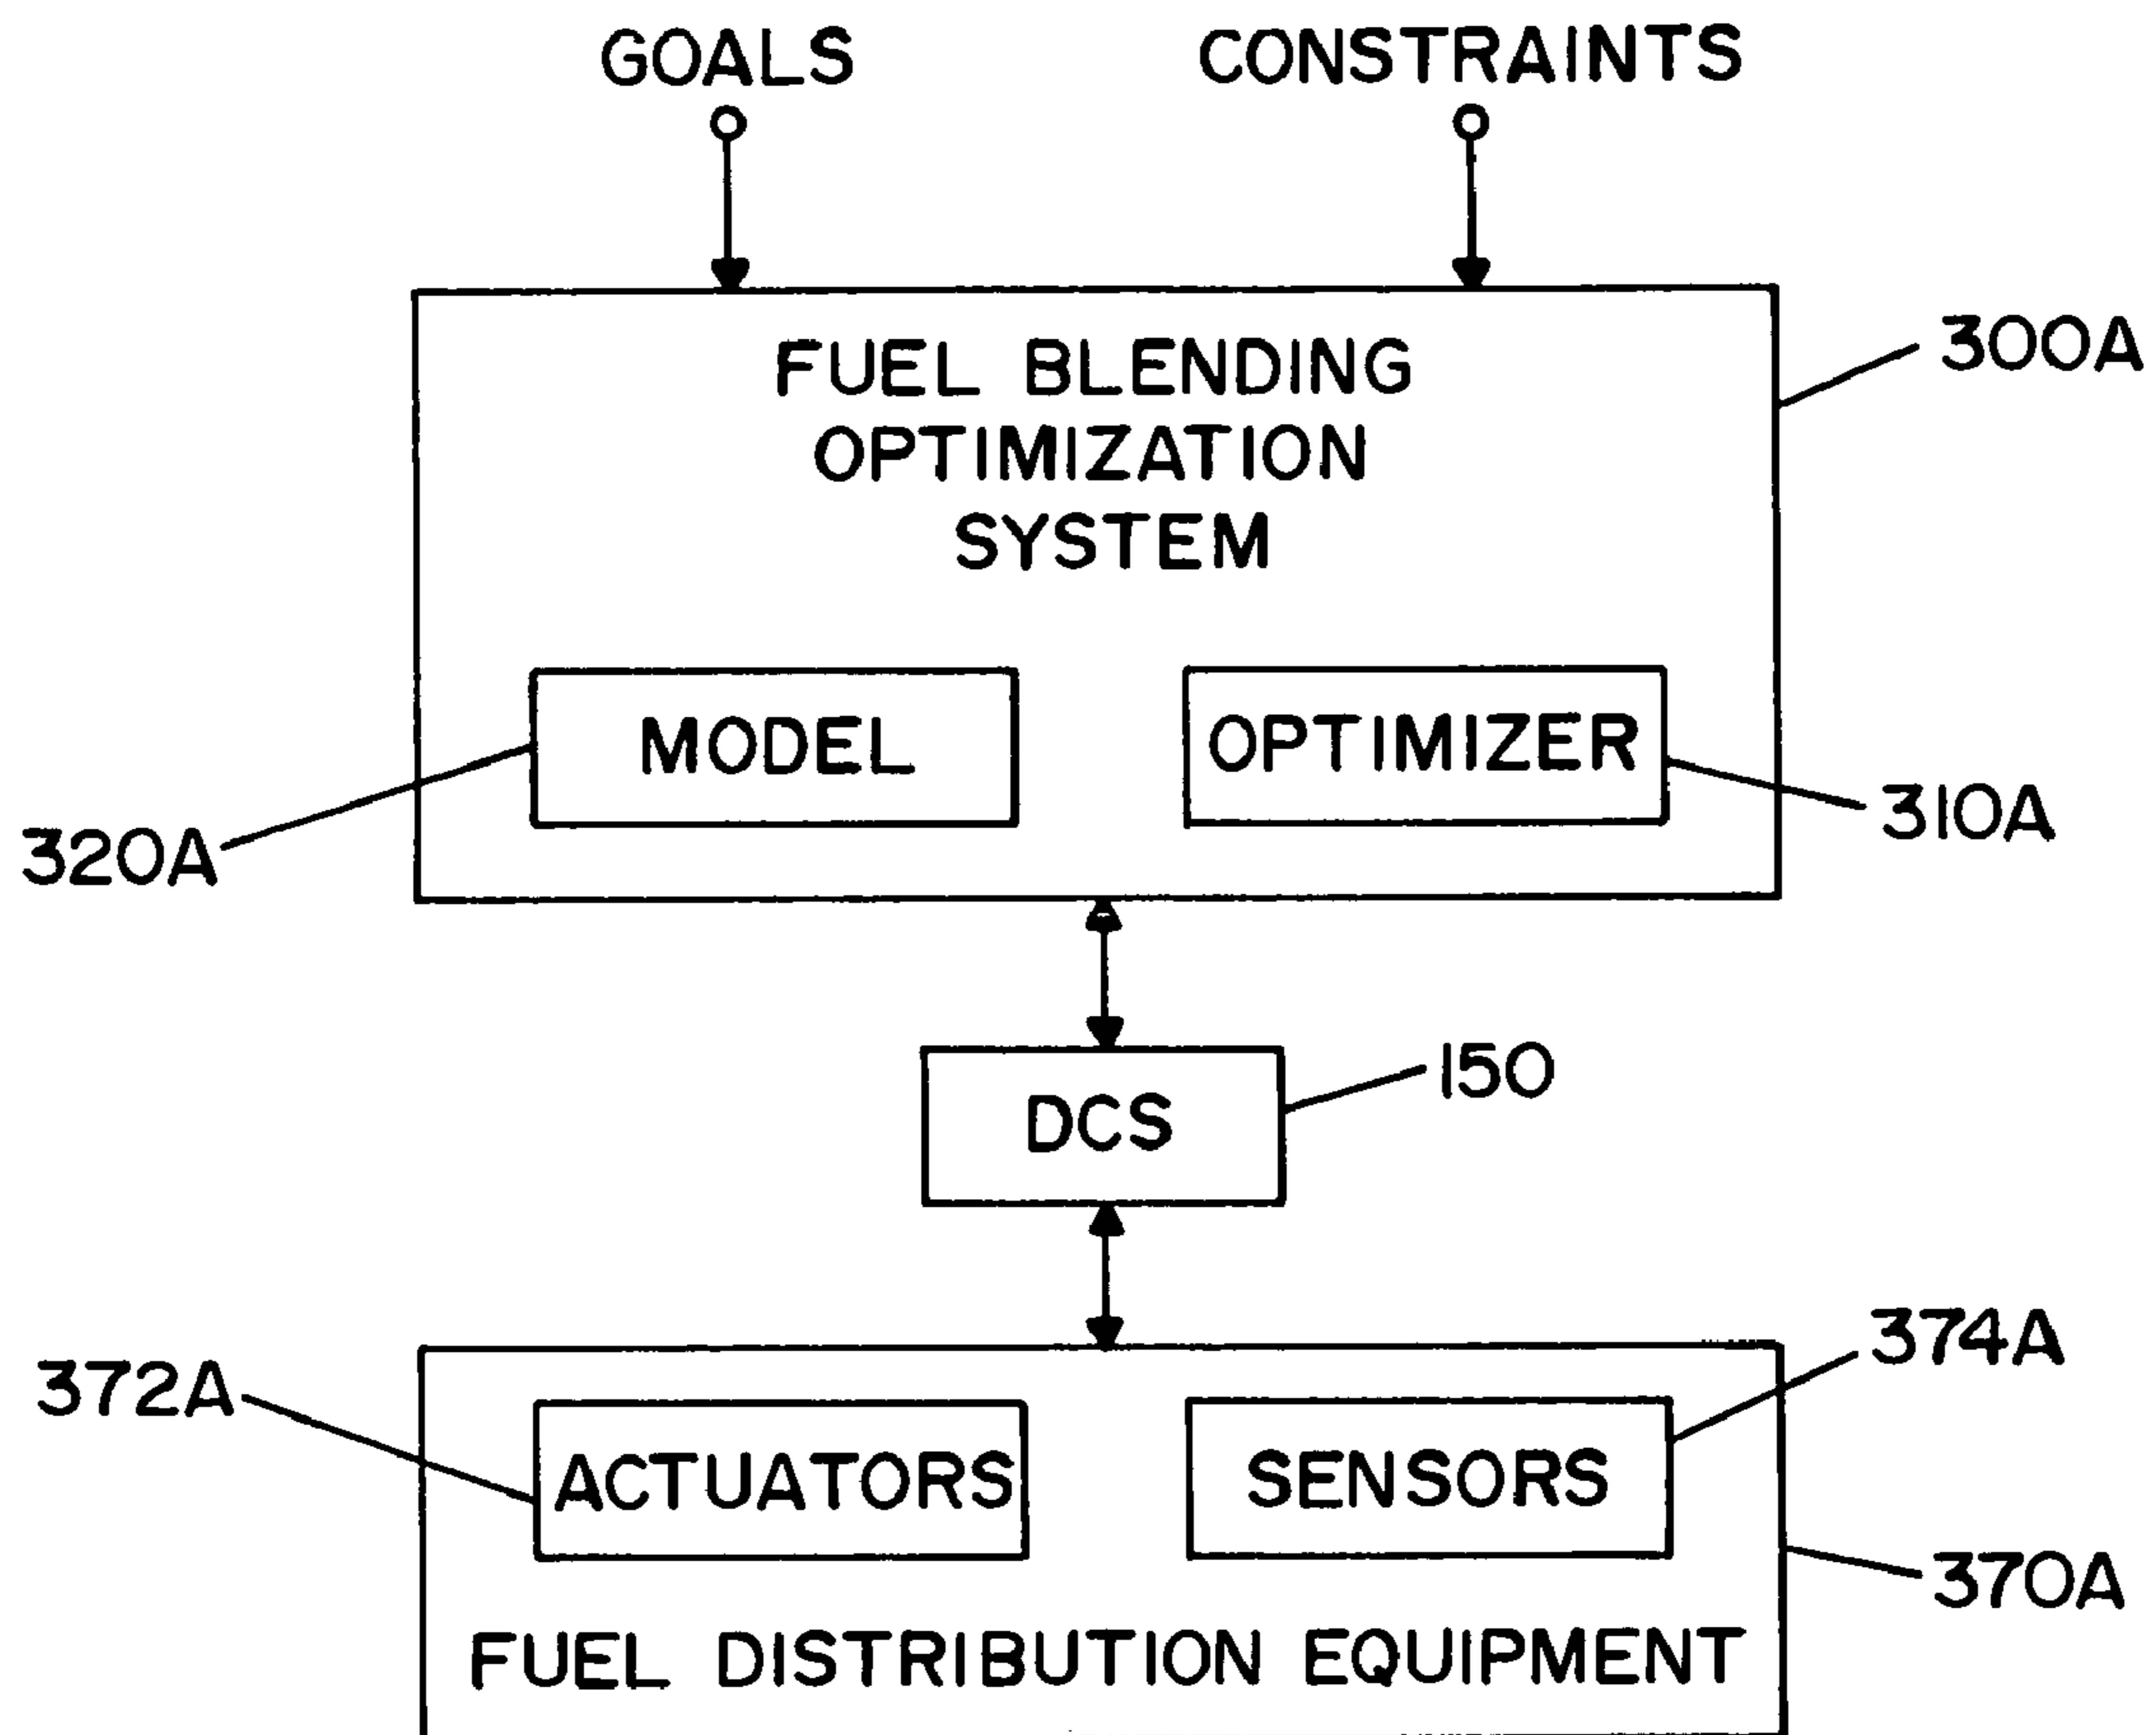 GOALS
CONSTRAINTS
FUEL BLENDING
OPTIMIZATION
SYSTEM
300A
MODEL
OPTIMIZER
320A
310A
DCS
150
372A
374A
ACTUATORS
SENSORS
370A
FUEL DISTRIBUTION EQUIPMENT